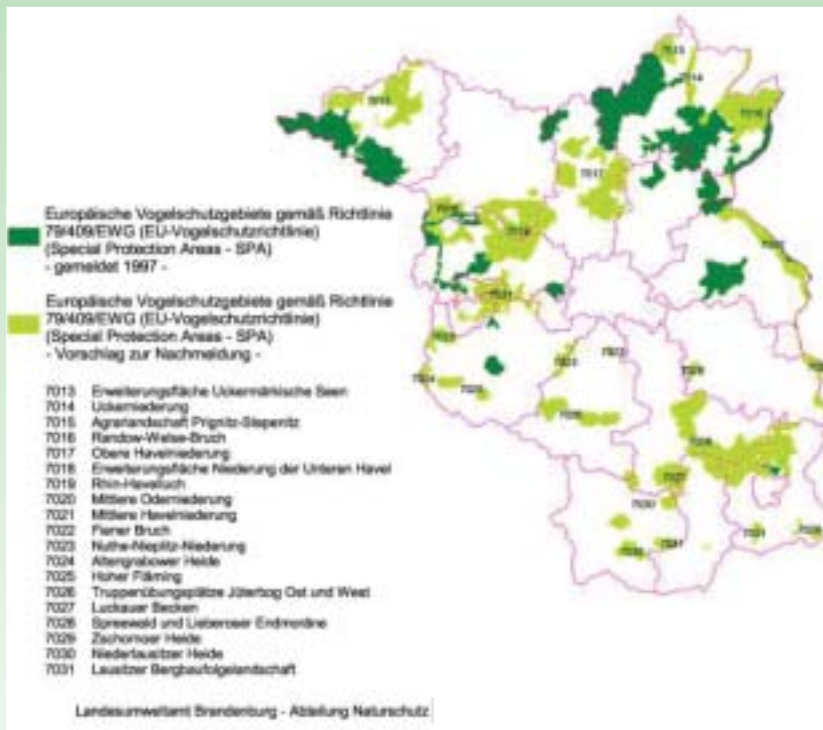 Europäische Vogelschutzgebiete gemäß Richtlinie
79/409/EWG (EU-Vogelschutzrichtlinie)
(Special Protection Areas - SPA)
- gemeldet 1997 -
Europäische Vogelschutzgebiete gemäß Richtlinie
79/409/EWG (EU-Vogelschutzrichtlinie)
(Special Protection Areas - SPA)
- Vorschlag zur Nachmeldung -
7013 Erweiterungsfläche Uckermärkische Seen
7014 Uckerniederung
7015 Agrarlandschaft Prignitz-Stepenitz
7016 Randow-Welse-Bruch
7017 Obere Havelniederung
7018 Erweiterungsfläche Niederung der Unteren Havel
7019 Rhin-Havelluch
7020 Mittlere Oderniederung
7021 Mittlere Havelniederung
7022 Fiener Bruch
7023 Nuthe-Nieplitz-Niederung
7024 Altengrabower Heide
7025 Hoher Fläming
7026 Truppenübungsplätze Jüterbog Ost und West
7027 Luckauer Becken
7028 Spreewald und Lieberoser Endmoräne
7029 Zschornoer Heide
7030 Niederlausitzer Heide
7031 Lausitzer Bergbaufolgelandschaft
Landesumweltamt Brandenburg - Abteilung Naturschutz
7014
7017
7030